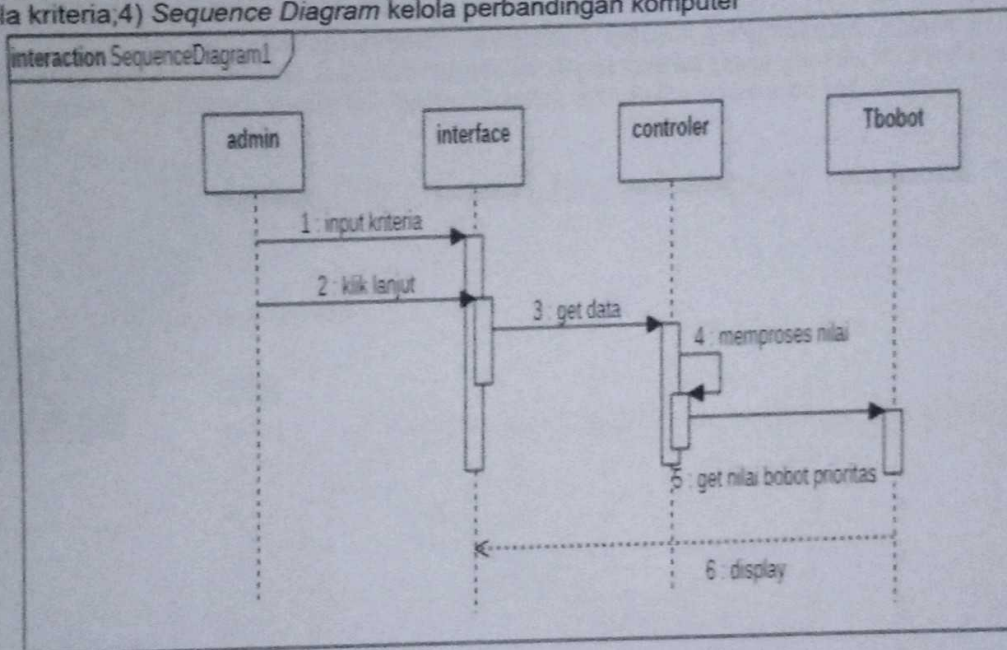 la kriteria;4) Sequence Diagram kelola perbandingan komputer
interaction SequenceDiagram1
admin
interface
controler
Tbobot
1 : input kriteria
2 : klik lanjut
3 : get data
4 : memproses nilai
5 : get nilai bobot prioritas
6 : display